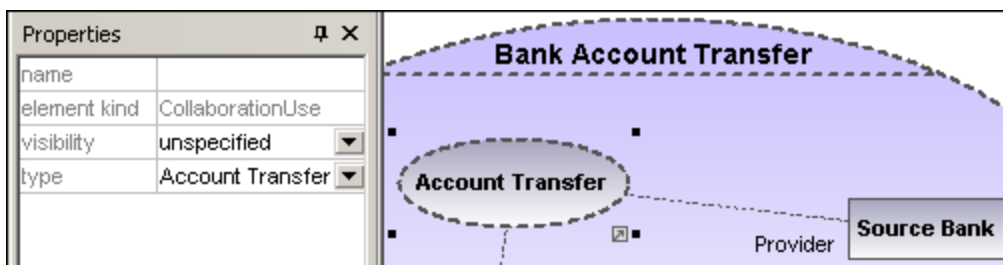 Properties
name
element kind CollaborationUse
visibility unspecified
type Account Transfer
Bank Account Transfer
Account Transfer
Provider
Source Bank